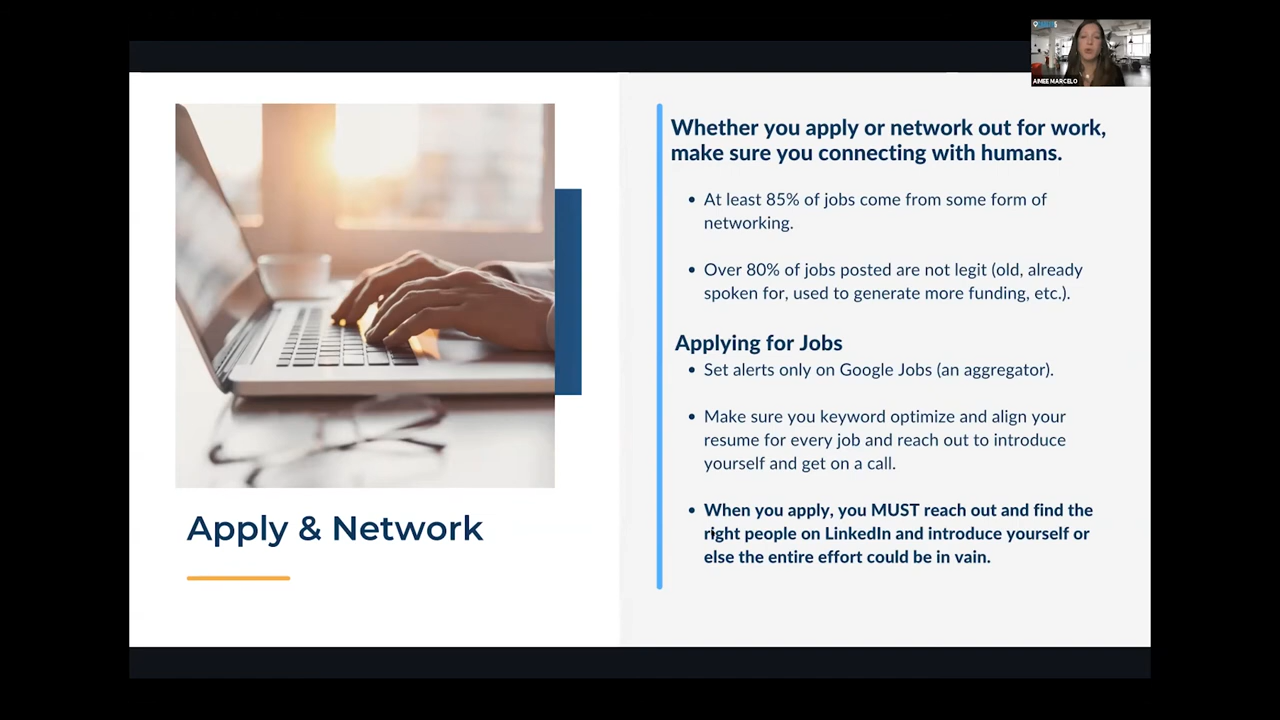 AIMEE MARCELO
Whether you apply or network out for work,
make sure you connecting with humans.
• At least 85% of jobs come from some form of
networking.
• Over 80% of jobs posted are not legit (old, already
spoken for, used to generate more funding, etc.).
Applying for Jobs
• Set alerts only on Google Jobs (an aggregator).
• Make sure you keyword optimize and align your
resume for every job and reach out to introduce
yourself and get on a call.
• When you apply, you MUST reach out and find the
right people on LinkedIn and introduce yourself or
else the entire effort could be in vain.
Apply & Network